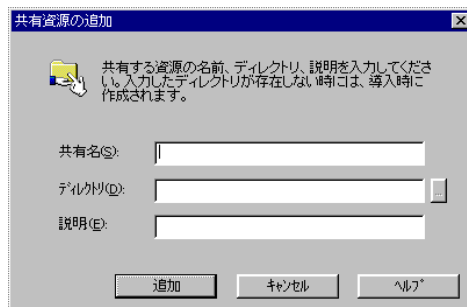 共有資源の追加
共有する資源の名前、ディレクトリ、説明を入力してくださ
い。入力したディレクトリが存在しない時には、導入時に
作成されます。
共有名(S):
ﾃﾞｨﾚｸﾄﾘ(D):
...
説明(E):
追加 ｷｬﾝｾﾙ ﾍﾙﾌﾟ